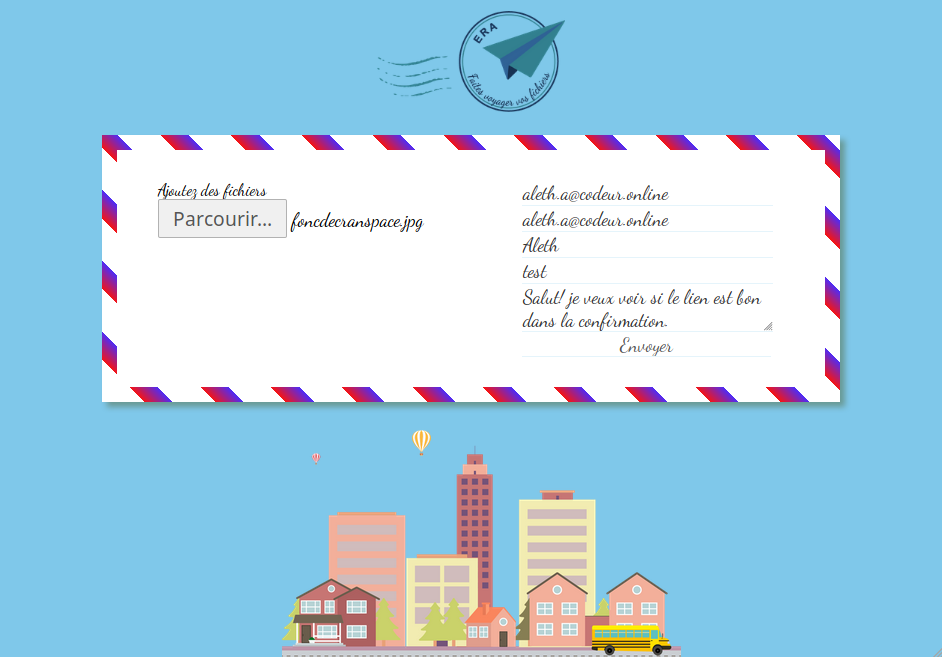 ERA
Faites voyager vos fichiers
Ajoutez des fichiers
Parcourir... foncdecranspace.jpg
aleth.a@codeur.online
aleth.a@codeur.online
Aleth
test
Salut! je veux voir si le lien est bon
dans la confirmation.
Envoyer